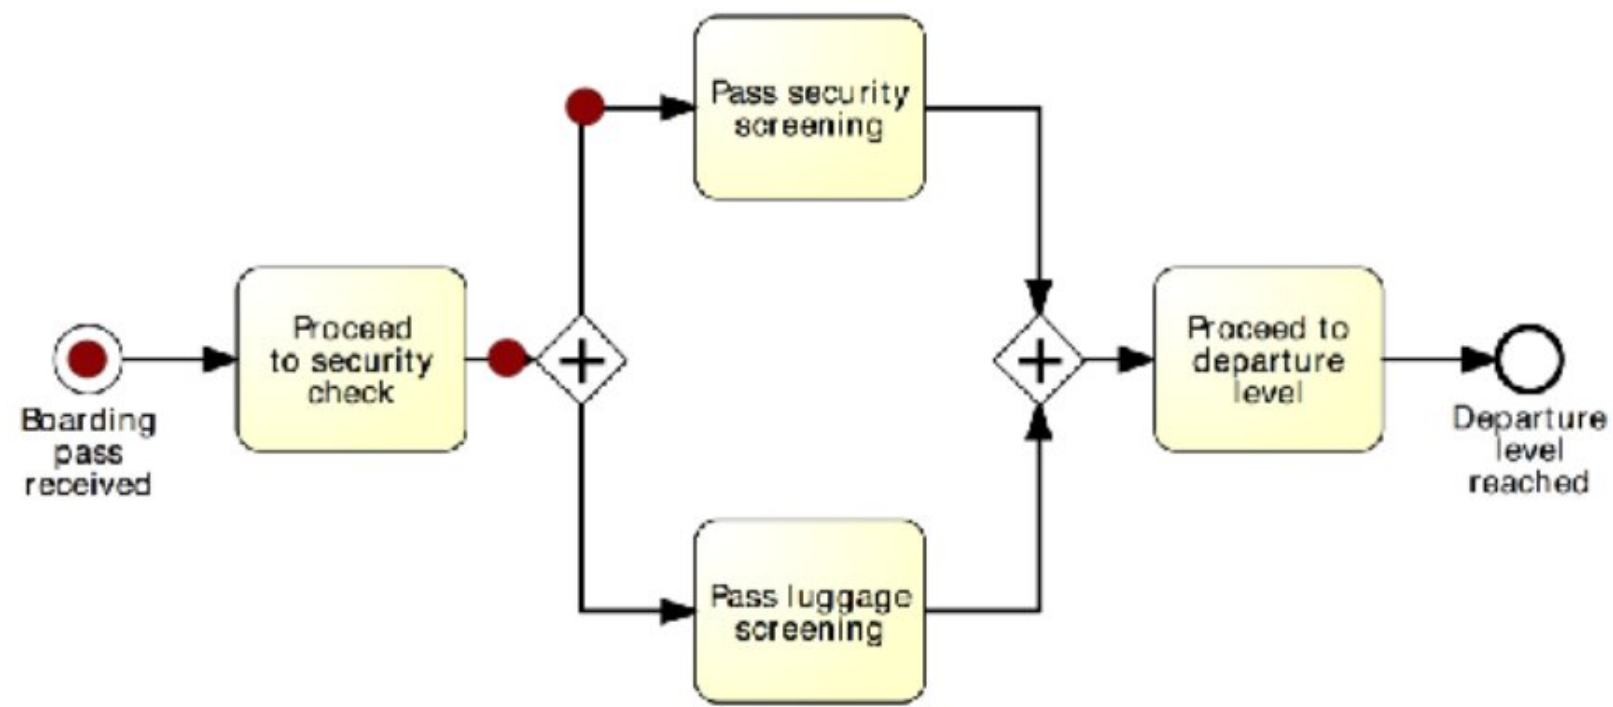 Boarding
pass
received
Proceed
to security
check
Pass security
screening
Pass luggage
screening
Proceed to
departure
level
Departure
level
reached